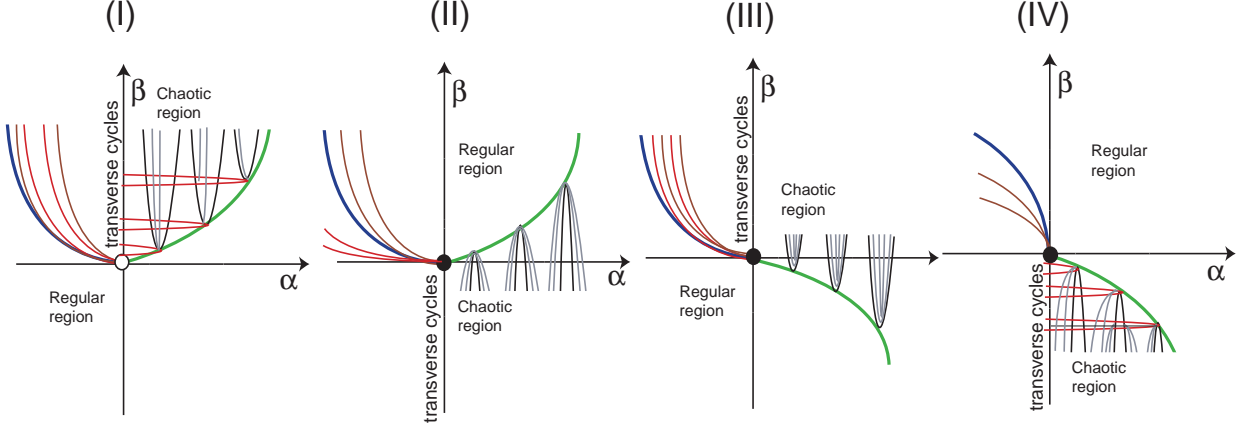 (I)
β
transverse cycles
Chaotic
region
Regular
region
α
(II)
β
Regular
region
α
Chaotic
region
transverse cycles
(III)
β
transverse cycles
Chaotic
region
Regular
region
α
(IV)
β
Regular
region
α
transverse cycles
Chaotic
region